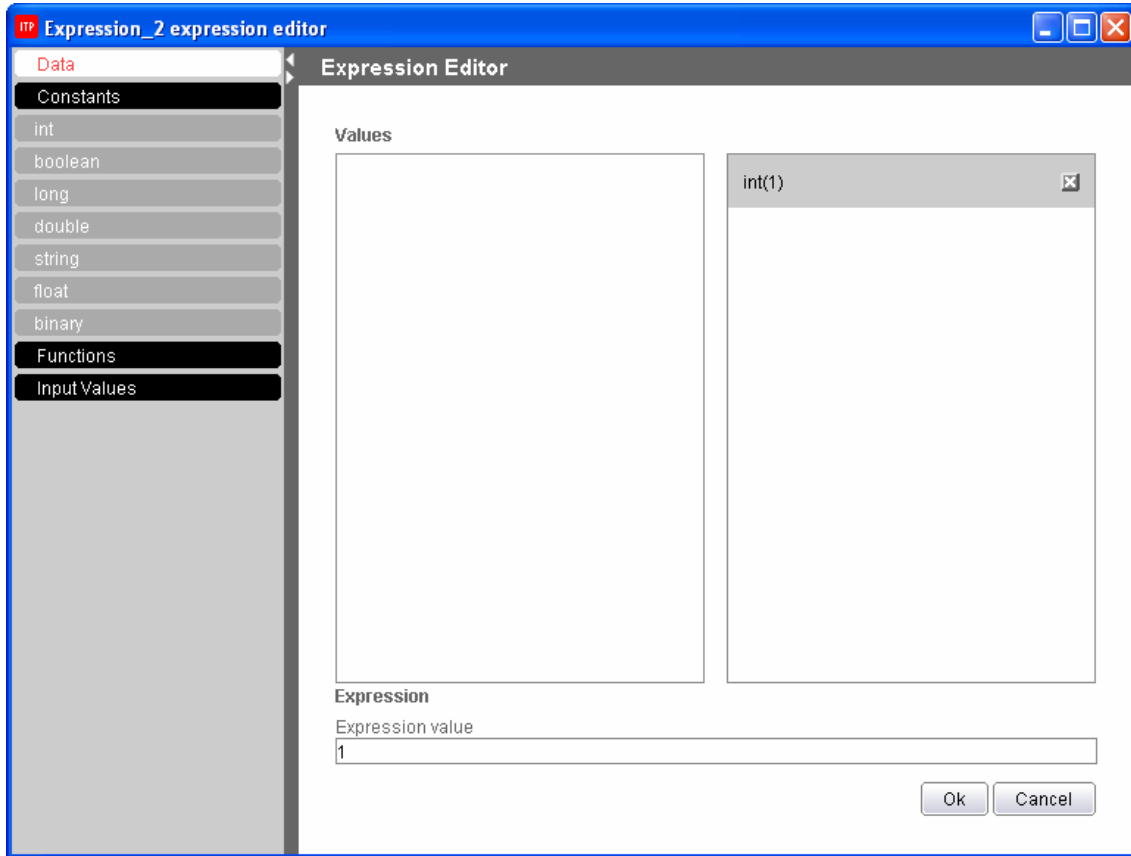 ITP Expression_2 expression editor
Data
Constants
int
boolean
long
double
string
float
binary
Functions
Input Values
Expression Editor
Values
int(1)
Expression
Expression value
1
Ok Cancel